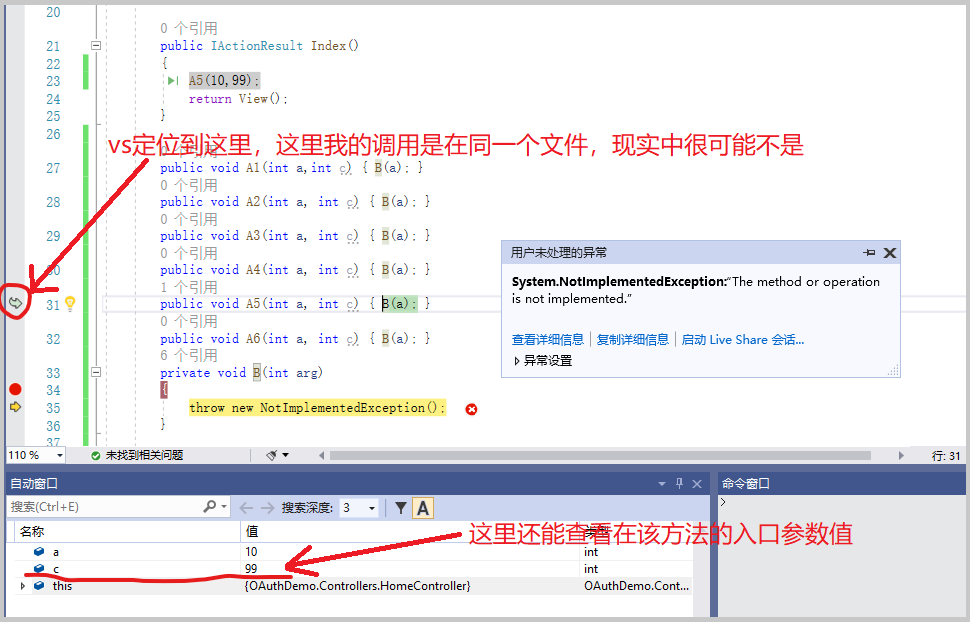 20
0 个引用
21 public IActionResult Index()
22 {
23 A5(10,99);
24 return View();
25 }
26
vs定位到这里，这里我的调用是在同一个文件，现实中很可能不是
27 public void A1(int a,int c) { B(a); }
0 个引用
28 public void A2(int a, int c) { B(a); }
0 个引用
29 public void A3(int a, int c) { B(a); }
0 个引用
30 public void A4(int a, int c) { B(a); }
1 个引用
31 public void A5(int a, int c) { B(a); }
0 个引用
32 public void A6(int a, int c) { B(a); }
6 个引用
33 private void B(int arg)
34 {
35 throw new NotImplementedException();
36 }
37
用户未处理的异常
System.NotImplementedException:“The method or operation
is not implemented.”
查看详细信息 复制详细信息 启动 Live Share 会话...
异常设置
110 % 未找到相关问题 行: 31
自动窗口
搜索(Ctrl+E) 搜索深度: 3 A
名称 值
这里还能查看在该方法的入口参数值
a 10 int
c 99 int
this {OAuthDemo.Controllers.HomeController} OAuthDemo.Cont...
命令窗口
>